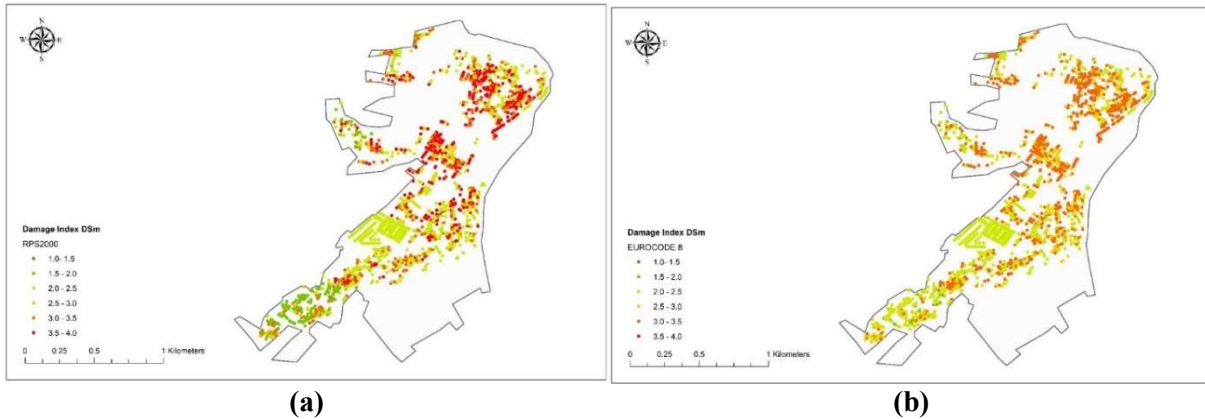 N
W E
S
Damage Index DSm
RPS2000
1.0- 1.5
1.5 - 2.0
2.0 - 2.5
2.5 - 3.0
3.0 - 3.5
3.5 - 4.0
0 0.25 0.5 1 Kilometers
(a)
N
W E
S
Damage Index DSm
EUROCODE 8
1.0- 1.5
1.5 - 2.0
2.0 - 2.5
2.5 - 3.0
3.0 - 3.5
3.5 - 4.0
0 0.25 0.5 1 Kilometers
(b)